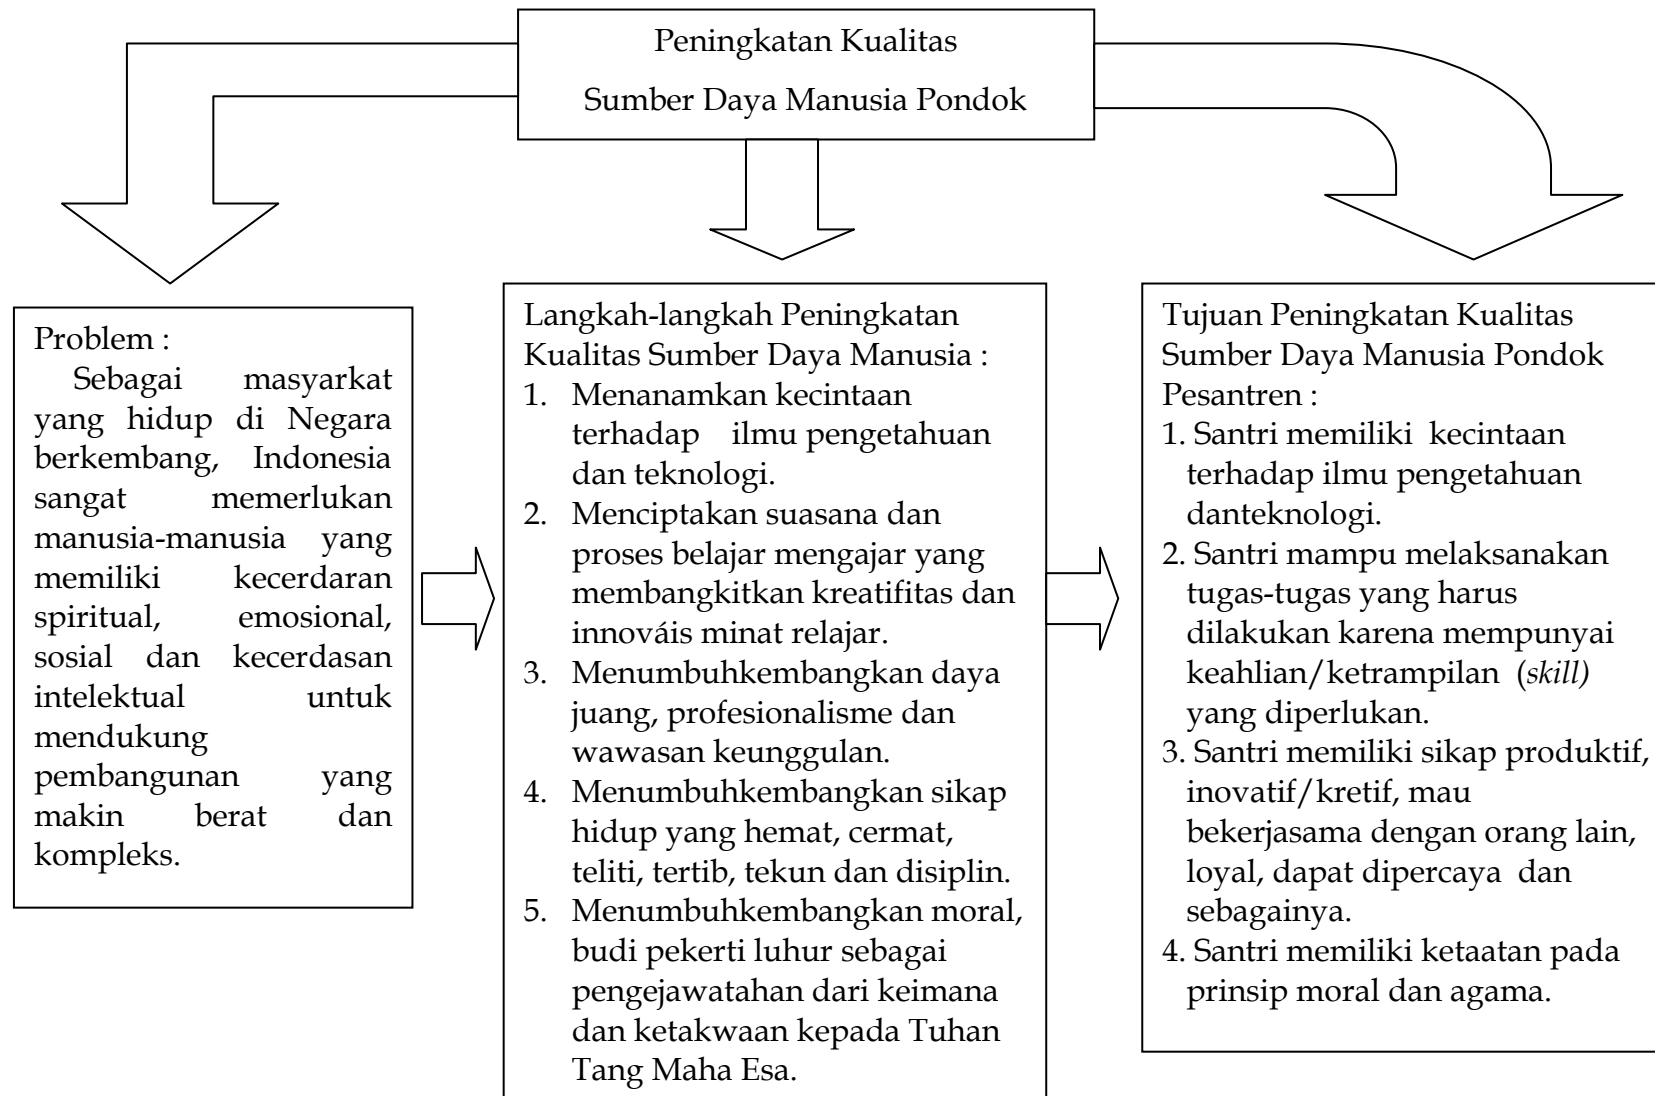 Peningkatan Kualitas
Sumber Daya Manusia Pondok
Problem :
Sebagai masyarkat
yang hidup di Negara
berkembang, Indonesia
sangat memerlukan
manusia-manusia yang
memiliki kecerdaran
spiritual, emosional,
sosial dan kecerdasan
intelektual untuk
mendukung
pembangunan yang
makin berat dan
kompleks.
Langkah-langkah Peningkatan
Kualitas Sumber Daya Manusia :
1. Menanamkan kecintaan
terhadap ilmu pengetahuan
dan teknologi.
2. Menciptakan suasana dan
proses belajar mengajar yang
membangkitkan kreatifitas dan
innováis minat relajar.
3. Menumbuhkembangkan daya
juang, profesionalisme dan
wawasan keunggulan.
4. Menumbuhkembangkan sikap
hidup yang hemat, cermat,
teliti, tertib, tekun dan disiplin.
5. Menumbuhkembangkan moral,
budi pekerti luhur sebagai
pengejawatahan dari keimana
dan ketakwaan kepada Tuhan
Tang Maha Esa.
Tujuan Peningkatan Kualitas
Sumber Daya Manusia Pondok
Pesantren :
1. Santri memiliki kecintaan
terhadap ilmu pengetahuan
danteknologi.
2. Santri mampu melaksanakan
tugas-tugas yang harus
dilakukan karena mempunyai
keahlian/ketrampilan (skill)
yang diperlukan.
3. Santri memiliki sikap produktif,
inovatif/kretif, mau
bekerjasama dengan orang lain,
loyal, dapat dipercaya dan
sebagainya.
4. Santri memiliki ketaatan pada
prinsip moral dan agama.